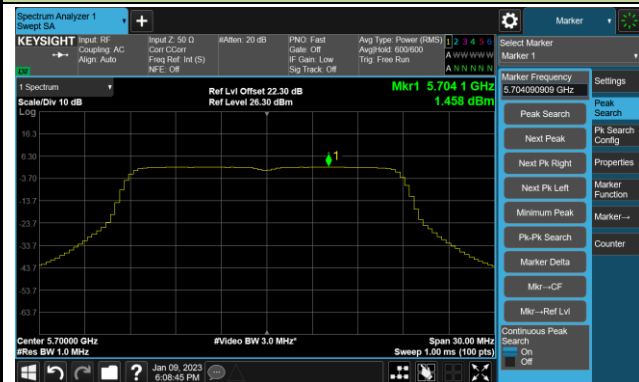 Spectrum Analyzer 1
Swept SA
Marker
KEYSIGHT
Input: RF
Coupling: AC
Align: Auto
Input Z: 50 Ω
Corr CCorr
Freq Ref: Int (S)
NFE: Off
#Atten: 20 dB
PNO: Fast
Gate: Off
IF Gain: Low
Sig Track: Off
Avg Type: Power (RMS)
Avg|Hold: 600/600
Trig: Free Run
1 2 3 4 5 6
A W W W W W
A N N N N N
LXI
Select Marker
Marker 1
1 Spectrum
Scale/Div 10 dB
Log
Ref Lvl Offset 22.30 dB
Ref Level 26.30 dBm
Mkr1 5.704 1 GHz
1.458 dBm
16.3
6.30
-3.70
-13.7
-23.7
-33.7
-43.7
-53.7
-63.7
1
Center 5.70000 GHz
#Res BW 1.0 MHz
#Video BW 3.0 MHz*
Span 30.00 MHz
Sweep 1.00 ms (100 pts)
Marker Frequency
5.704090909 GHz
Peak Search
Next Peak
Next Pk Right
Next Pk Left
Minimum Peak
Pk-Pk Search
Marker Delta
Mkr→CF
Mkr→Ref Lvl
Continuous Peak
Search
On
Off
Settings
Peak
Search
Pk Search
Config
Properties
Marker
Function
Marker→
Counter
Jan 09, 2023
6:08:45 PM